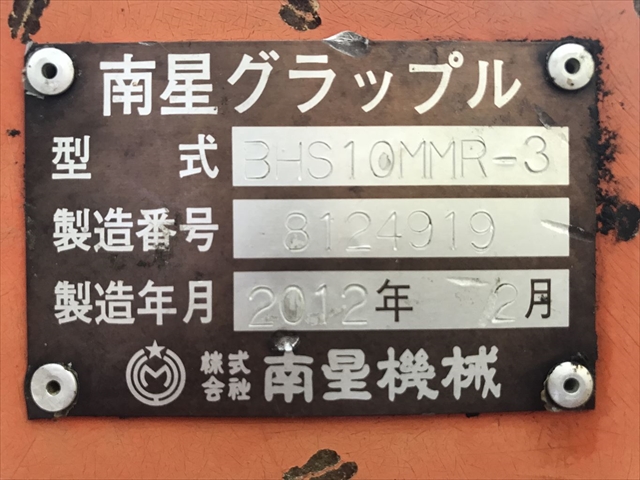 南星グラップル
型 式 BHS10MMR-3
製造番号 8124919
製造年月 2012年 2月
M 株式会社 南星機械